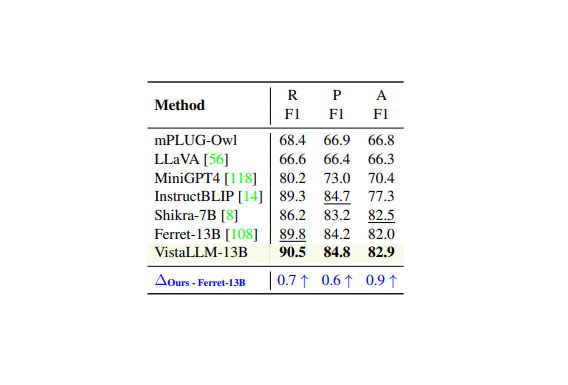 Method R P A
F1 F1 F1
mPLUG-Owl 68.4 66.9 66.8
LLaVA [56] 66.6 66.4 66.3
MiniGPT4 [118] 80.2 73.0 70.4
InstructBLIP [14] 89.3 84.7 77.3
Shikra-7B [8] 86.2 83.2 82.5
Ferret-13B [108] 89.8 84.2 82.0
VistaLLM-13B 90.5 84.8 82.9
Δ Ours - Ferret-13B 0.7 ↑ 0.6 ↑ 0.9 ↑